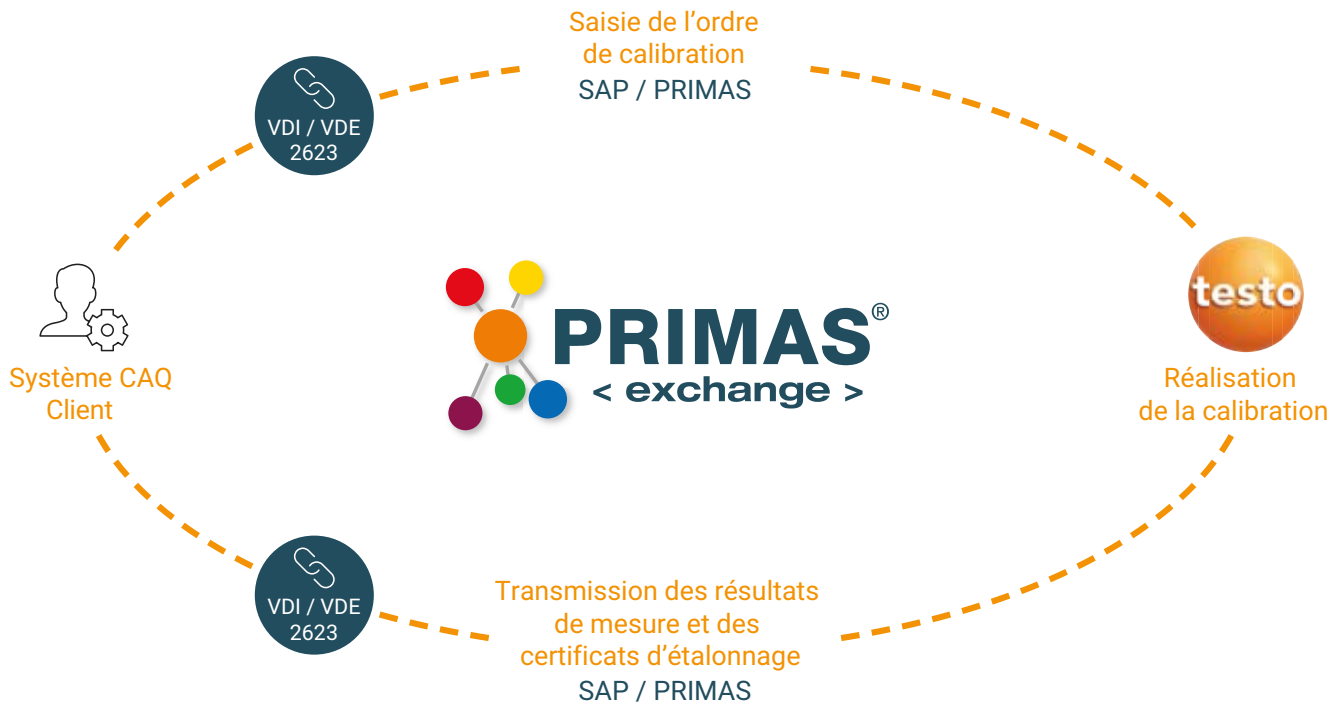 Saisie de l’ordre
de calibration
SAP / PRIMAS
VDI / VDE
2623
Système CAQ
Client
PRIMAS®
< exchange >
testo
Réalisation
de la calibration
VDI / VDE
2623
Transmission des résultats
de mesure et des
certificats d’étalonnage
SAP / PRIMAS